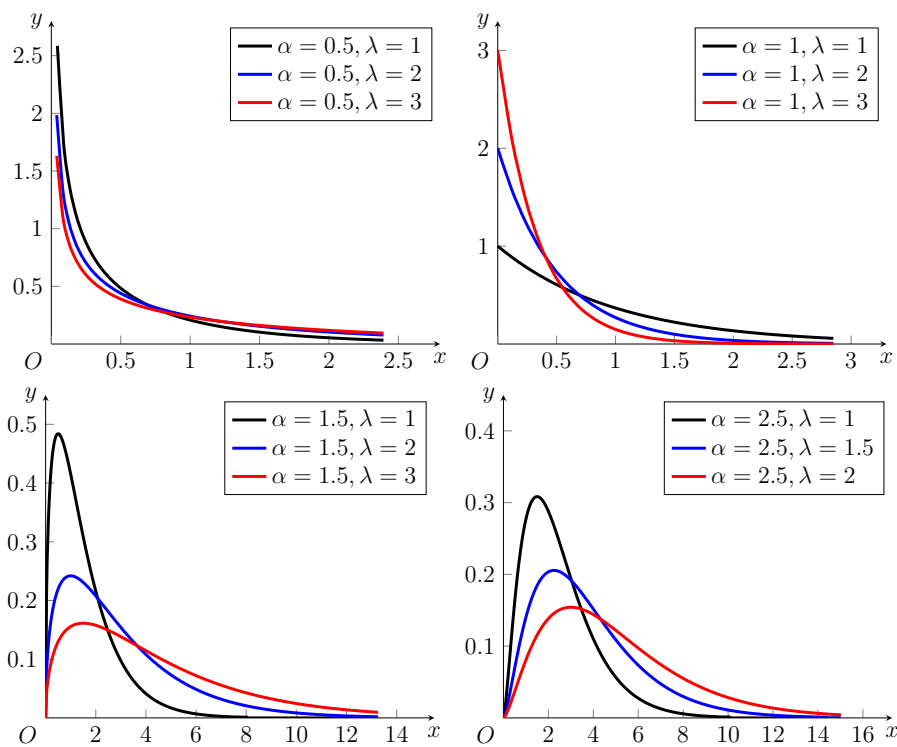 y
2.5
2
1.5
1
0.5
O
0.5
1
1.5
2
2.5
x
α = 0.5, λ = 1
α = 0.5, λ = 2
α = 0.5, λ = 3
y
3
2
1
O
0.5
1
1.5
2
2.5
3
x
α = 1, λ = 1
α = 1, λ = 2
α = 1, λ = 3
y
0.5
0.4
0.3
0.2
0.1
O
2
4
6
8
10
12
14
x
α = 1.5, λ = 1
α = 1.5, λ = 2
α = 1.5, λ = 3
y
0.4
0.3
0.2
0.1
O
2
4
6
8
10
12
14
16
x
α = 2.5, λ = 1
α = 2.5, λ = 1.5
α = 2.5, λ = 2